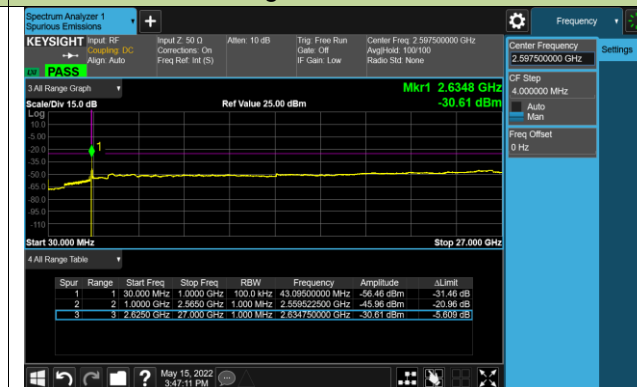 Spectrum Analyzer 1
Spurious Emissions
+
Frequency
KEYSIGHT
Input: RF
Coupling: DC
Align: Auto
Input Z: 50 Ω
Corrections: On
Freq Ref: Int (S)
Atten: 10 dB
Trig: Free Run
Gate: Off
IF Gain: Low
Center Freq: 2.597500000 GHz
Avg|Hold: 100/100
Radio Std: None
PASS
Center Frequency
2.597500000 GHz
Settings
CF Step
4.000000 MHz
Auto
Man
Freq Offset
0 Hz
3 All Range Graph
Mkr1 2.6348 GHz
Scale/Div 15.0 dB
Ref Value 25.00 dBm
-30.61 dBm
Log
10.0
-5.00
-20.0
1
-35.0
-50.0
-65.0
-80.0
-95.0
-110
Start 30.000 MHz
Stop 27.000 GHz
4 All Range Table
Spur Range Start Freq Stop Freq RBW Frequency Amplitude ΔLimit
1 1 30.000 MHz 1.0000 GHz 100.0 kHz 43.09500000 MHz -56.46 dBm -31.46 dB
2 2 1.0000 GHz 2.5650 GHz 1.000 MHz 2.559522500 GHz -45.96 dBm -20.96 dB
3 3 2.6250 GHz 27.000 GHz 1.000 MHz 2.634750000 GHz -30.61 dBm -5.609 dB
?
May 15, 2022
3:47:11 PM